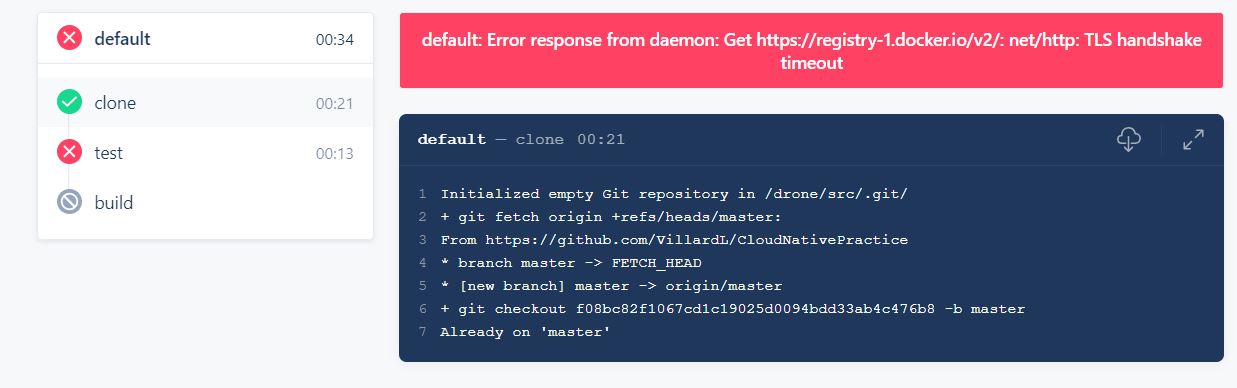 default 00:34
clone 00:21
test 00:13
build
default: Error response from daemon: Get https://registry-1.docker.io/v2/: net/http: TLS handshake
timeout
default — clone 00:21
1 Initialized empty Git repository in /drone/src/.git/
2 + git fetch origin +refs/heads/master:
3 From https://github.com/VillardL/CloudNativePractice
4 * branch master -> FETCH_HEAD
5 * [new branch] master -> origin/master
6 + git checkout f08bc82f1067cd1c19025d0094bdd33ab4c476b8 -b master
7 Already on 'master'